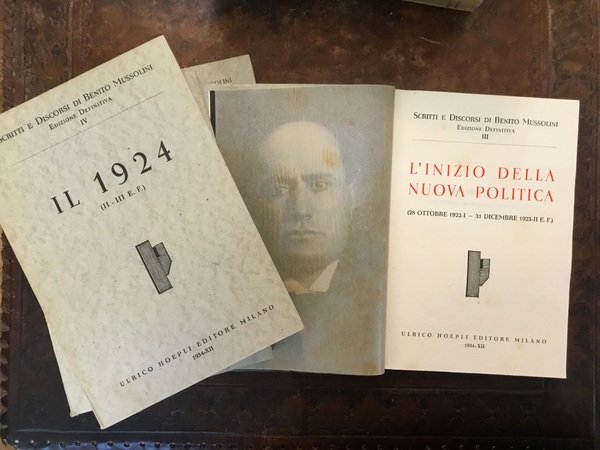 SCRITTI E DISCORSI DI BENITO MUSSOLINI
EDIZIONE DEFINITIVA
IV
IL 1924
(II - III E. F.)
ULRICO HOEPLI EDITORE MILANO
1934-XII
SOLINI
SCRITTI E DISCORSI DI BENITO MUSSOLINI
EDIZIONE DEFINITIVA
III
L'INIZIO DELLA
NUOVA POLITICA
(28 OTTOBRE 1922-I – 31 DICEMBRE 1923-II E. F.)
ULRICO HOEPLI EDITORE MILANO
1934-XII